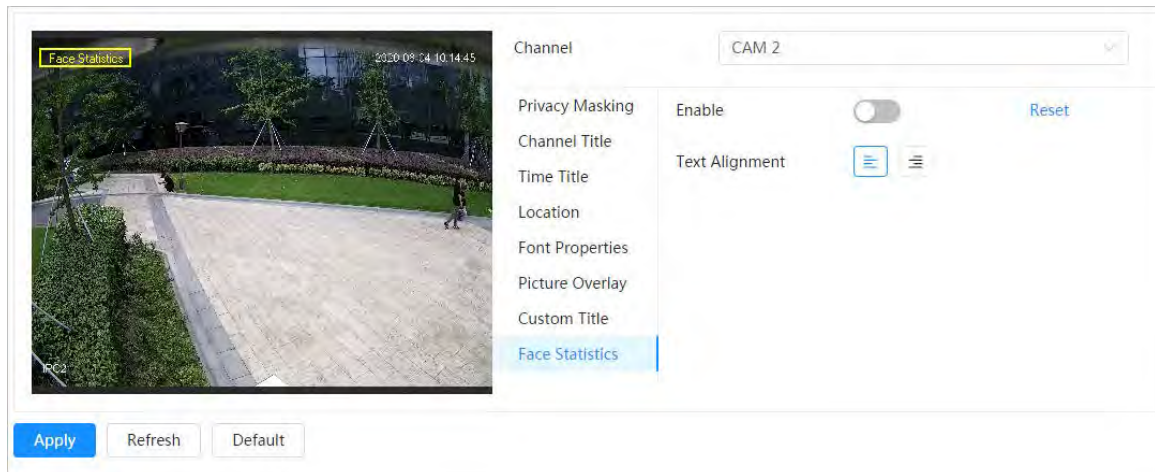 Face Statistics
2020-08-04 10:14:45
IPC2
Channel
CAM 2
Privacy Masking
Channel Title
Time Title
Location
Font Properties
Picture Overlay
Custom Title
Face Statistics
Enable
Reset
Text Alignment
Apply
Refresh
Default